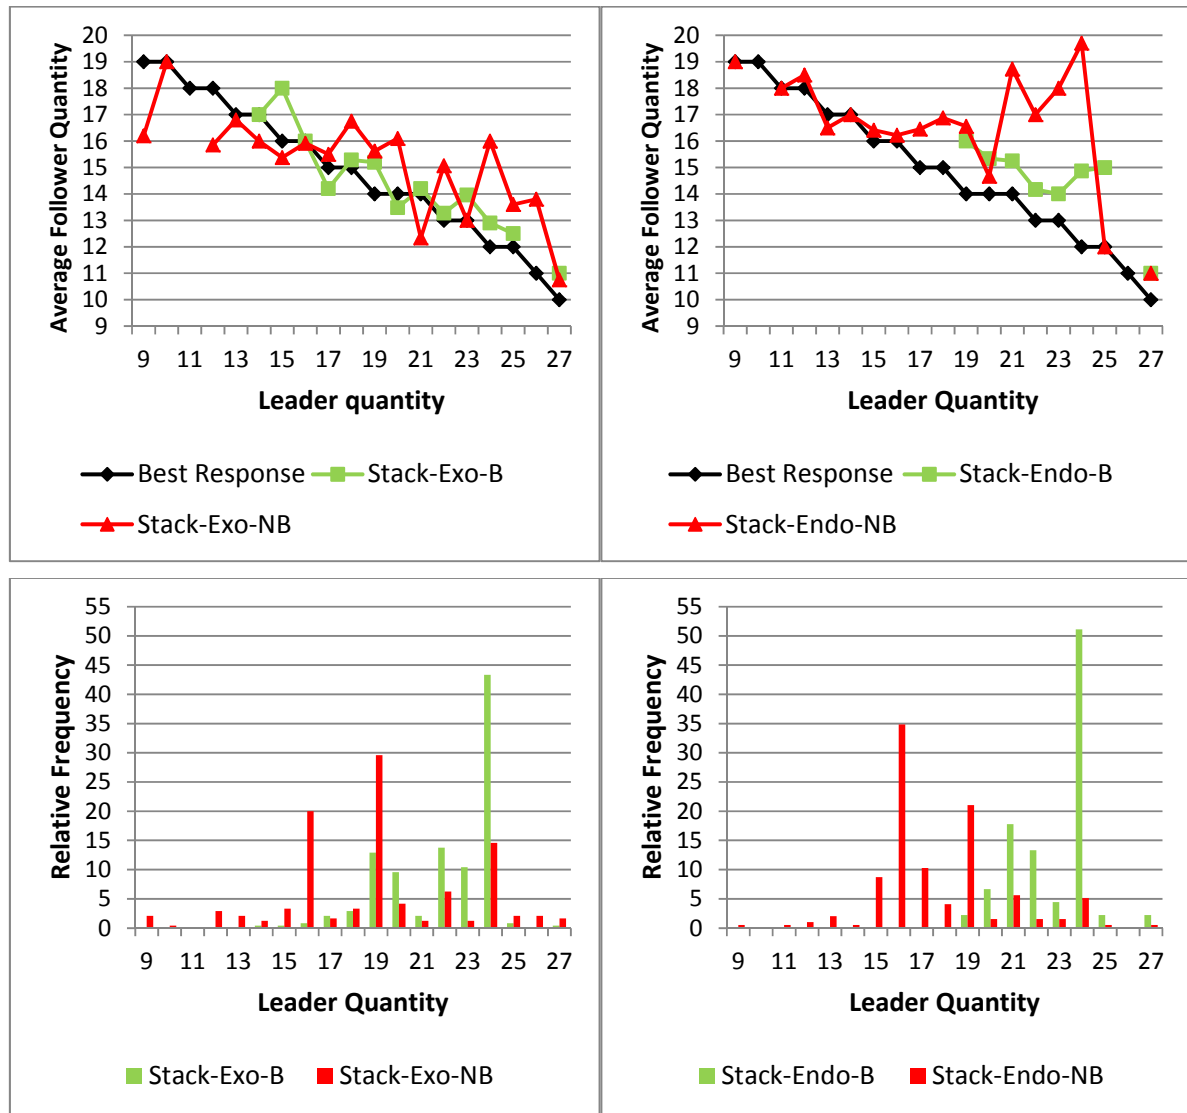 Average Follower Quantity
20
19
18
17
16
15
14
13
12
11
10
9
9 11 13 15 17 19 21 23 25 27
Leader quantity
Best Response Stack-Exo-B
Stack-Exo-NB
Average Follower Quantity
20
19
18
17
16
15
14
13
12
11
10
9
9 11 13 15 17 19 21 23 25 27
Leader Quantity
Best Response Stack-Endo-B
Stack-Endo-NB
Relative Frequency
55
50
45
40
35
30
25
20
15
10
5
0
9 11 13 15 17 19 21 23 25 27
Leader Quantity
Stack-Exo-B Stack-Exo-NB
Relative Frequency
55
50
45
40
35
30
25
20
15
10
5
0
9 11 13 15 17 19 21 23 25 27
Leader Quantity
Stack-Endo-B Stack-Endo-NB